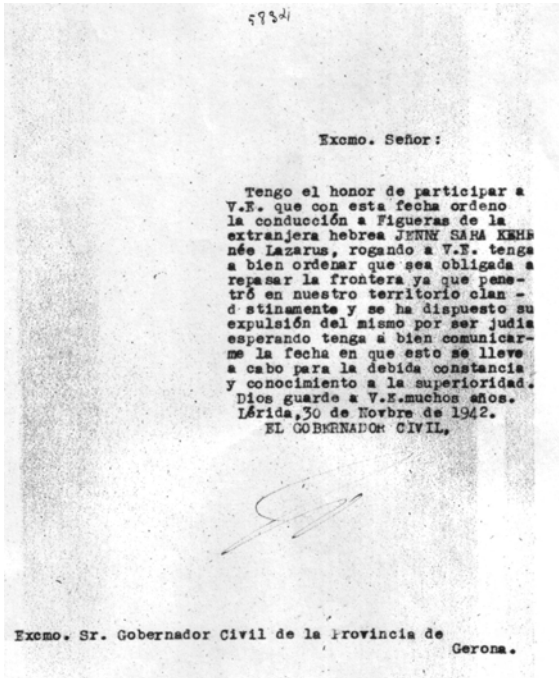 5832
Excmo. Señor:
Tengo el honor de participar a
V.E. que con esta fecha ordeno
la conducción a Figueras de la
extranjera hebrea JENNY SARA KEHR
née Lazarus, rogando a V.E. tenga
a bien ordenar que sea obligada a
repasar la frontera ya que pene-
tró en nuestro territorio clan -
d stinamente y se ha dispuesto su
expulsión del mismo por ser judia
esperando tenga a bien comunicar-
me la fecha en que esto se lleve
a cabo para la debida constancia
y conocimiento a la superioridad.
Dios guarde a V.E.muchos años.
Lérida,30 de Novbre de 1942.
EL GOBERNADOR CIVIL,
Excmo. Sr. Gobernador Civil de la Provincia de
Gerona.